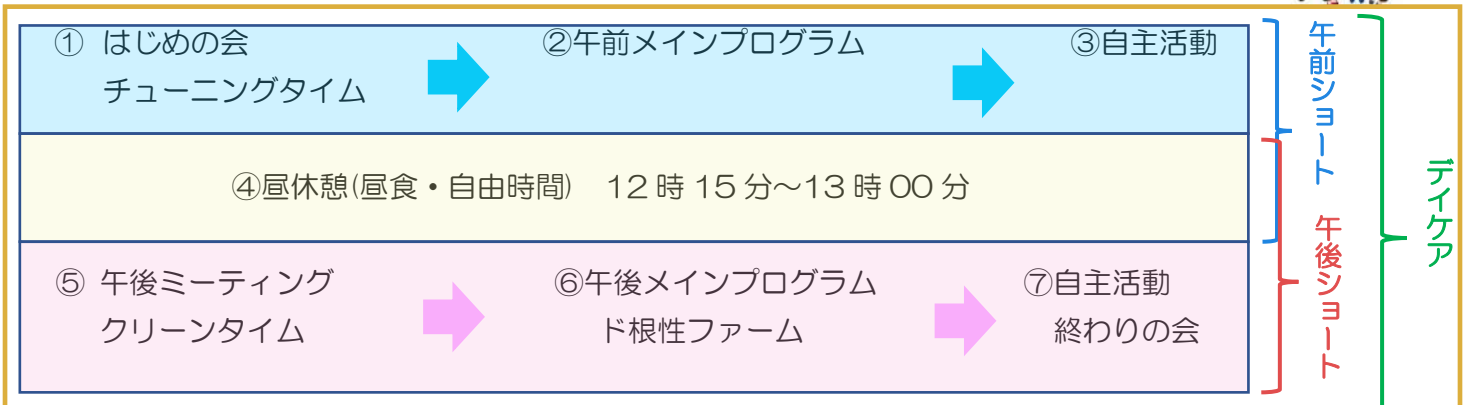 ① はじめの会 ②午前メインプログラム ③自主活動
チューニングタイム
④昼休憩(昼食・自由時間) 12時15分～13時00分
⑤ 午後ミーティング ⑥午後メインプログラム ⑦自主活動
クリーンタイム ド根性ファーム 終わりの会
午前ショート
午後ショート
デイケア